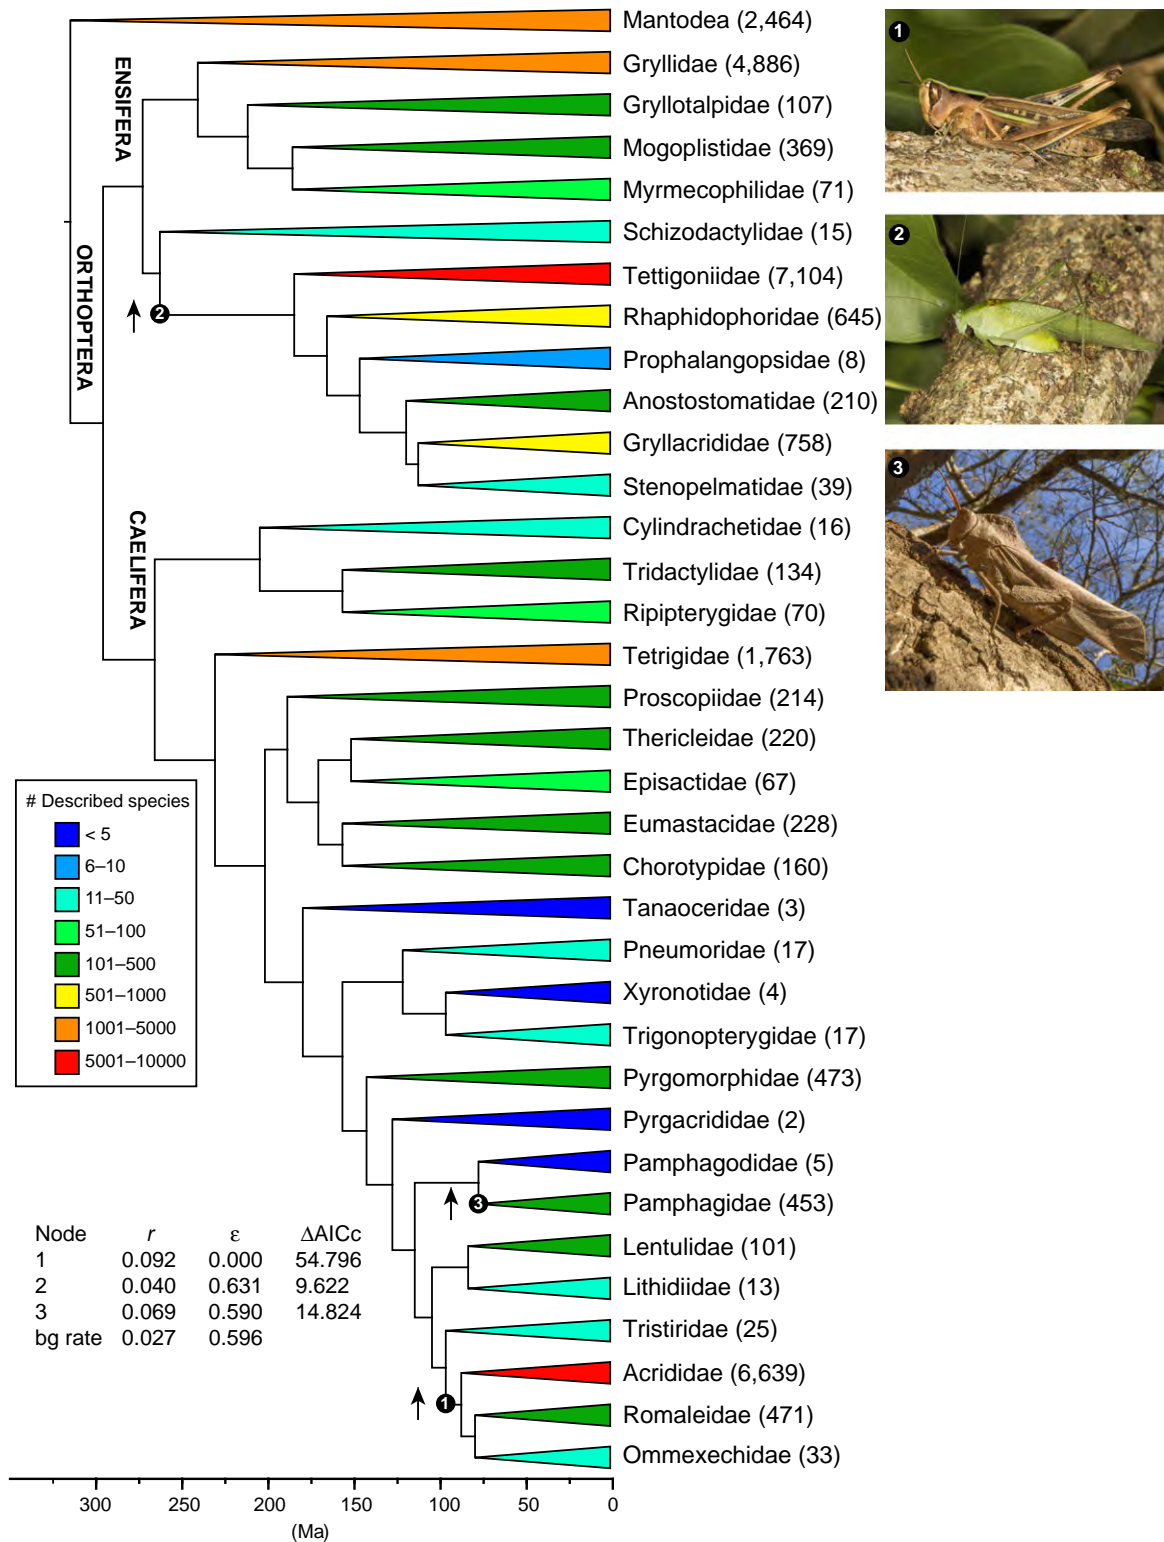 Mantodea (2,464)
Gryllidae (4,886)
Gryllotalpidae (107)
Mogoplistidae (369)
Myrmecophilidae (71)
Schizodactylidae (15)
Tettigoniidae (7,104)
Rhaphidophoridae (645)
Prophalangopsidae (8)
Anostostomatidae (210)
Gryllacrididae (758)
Stenopelmatidae (39)
Cylindrachetidae (16)
Tridactylidae (134)
Ripipterygidae (70)
Tetrigidae (1,763)
Proscopiidae (214)
Thericleidae (220)
Episactidae (67)
Eumastacidae (228)
Chorotypidae (160)
Tanaoceridae (3)
Pneumoridae (17)
Xyronotidae (4)
Trigonopterygidae (17)
Pyrgomorphidae (473)
Pyrgacrididae (2)
Pamphagodidae (5)
Pamphagidae (453)
Lentulidae (101)
Lithidiidae (13)
Tristiridae (25)
Acrididae (6,639)
Romaleidae (471)
Ommexechidae (33)
ENSIFERA
ORTHOPTERA
CAELIFERA
2
3
1
1
2
3
# Described species
< 5
6–10
11–50
51–100
101–500
501–1000
1001–5000
5001–10000
Node r ε ΔAICc
1 0.092 0.000 54.796
2 0.040 0.631 9.622
3 0.069 0.590 14.824
bg rate 0.027 0.596
300 250 200 150 100 50 0
(Ma)